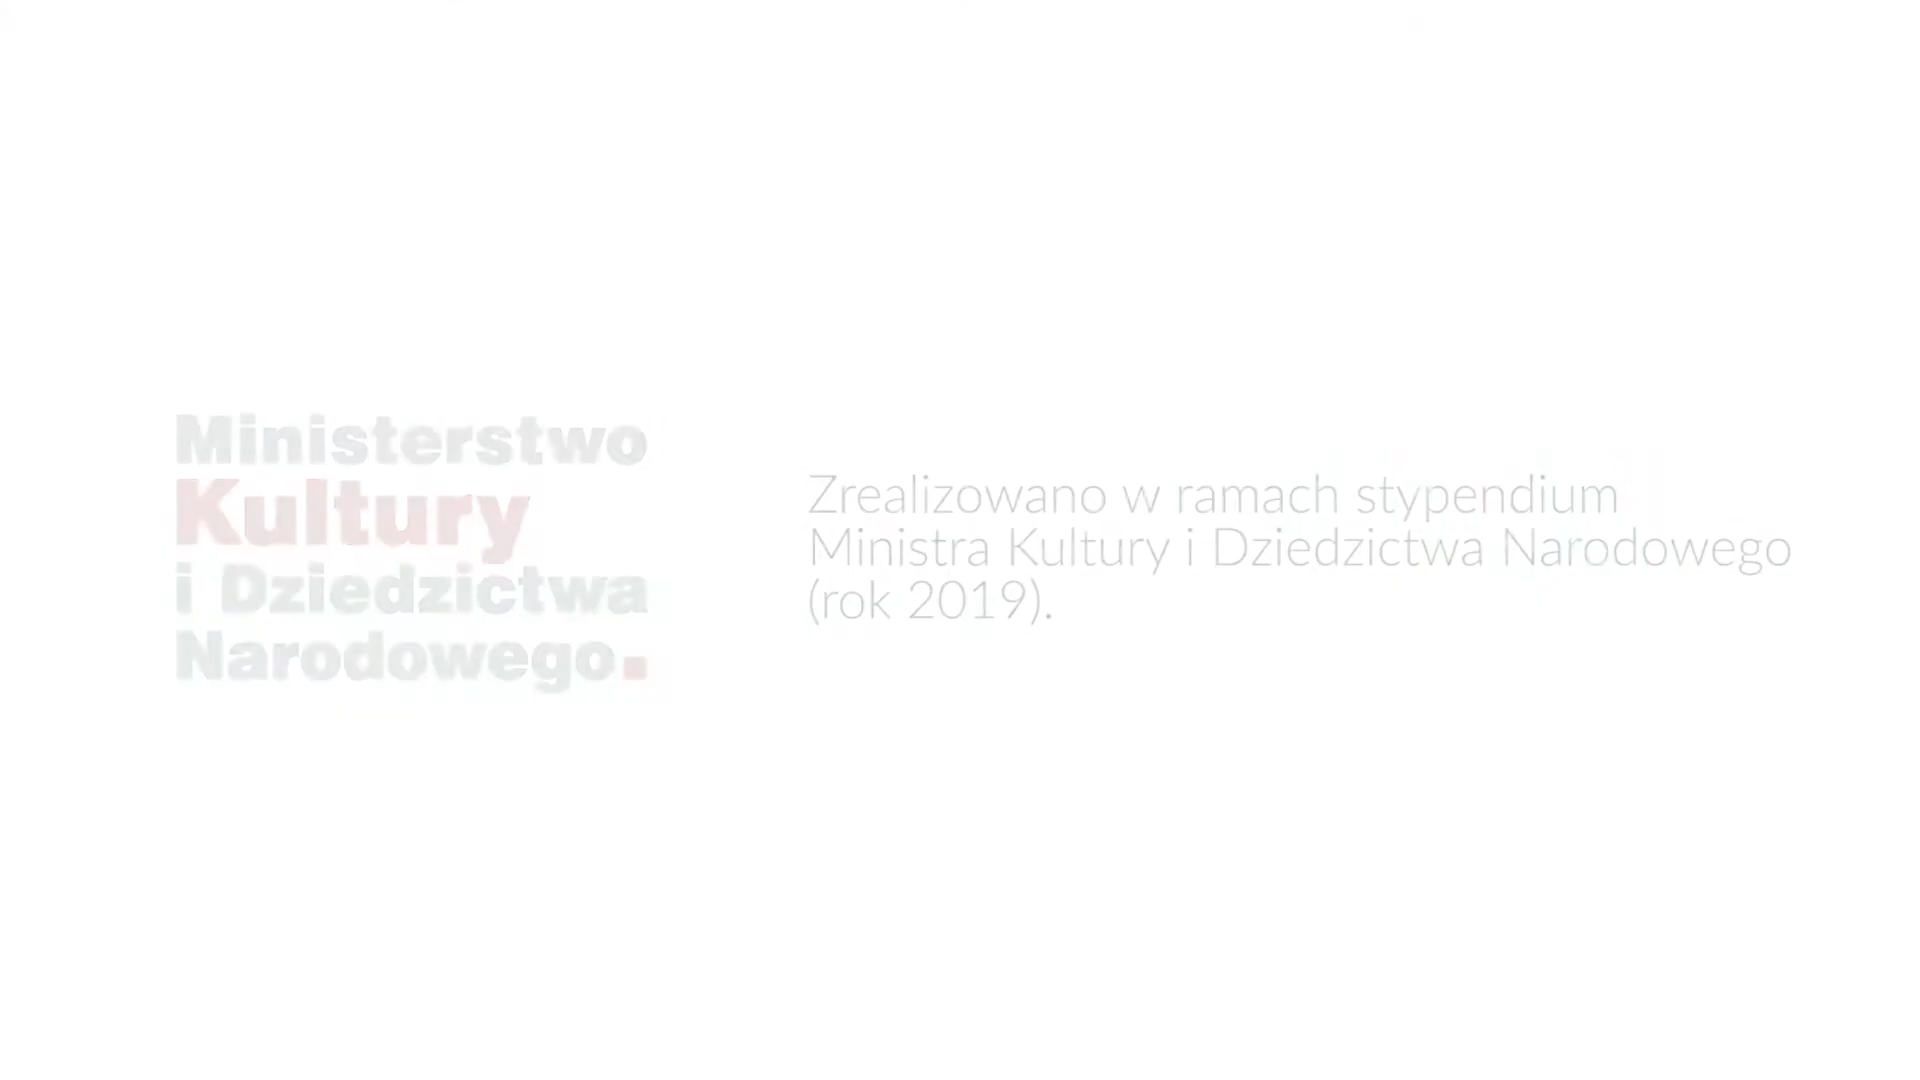 Ministerstwo
Kultury
i Dziedzictwa
Narodowego.
Zrealizowano w ramach stypendium
Ministra Kultury i Dziedzictwa Narodowego
(rok 2019).